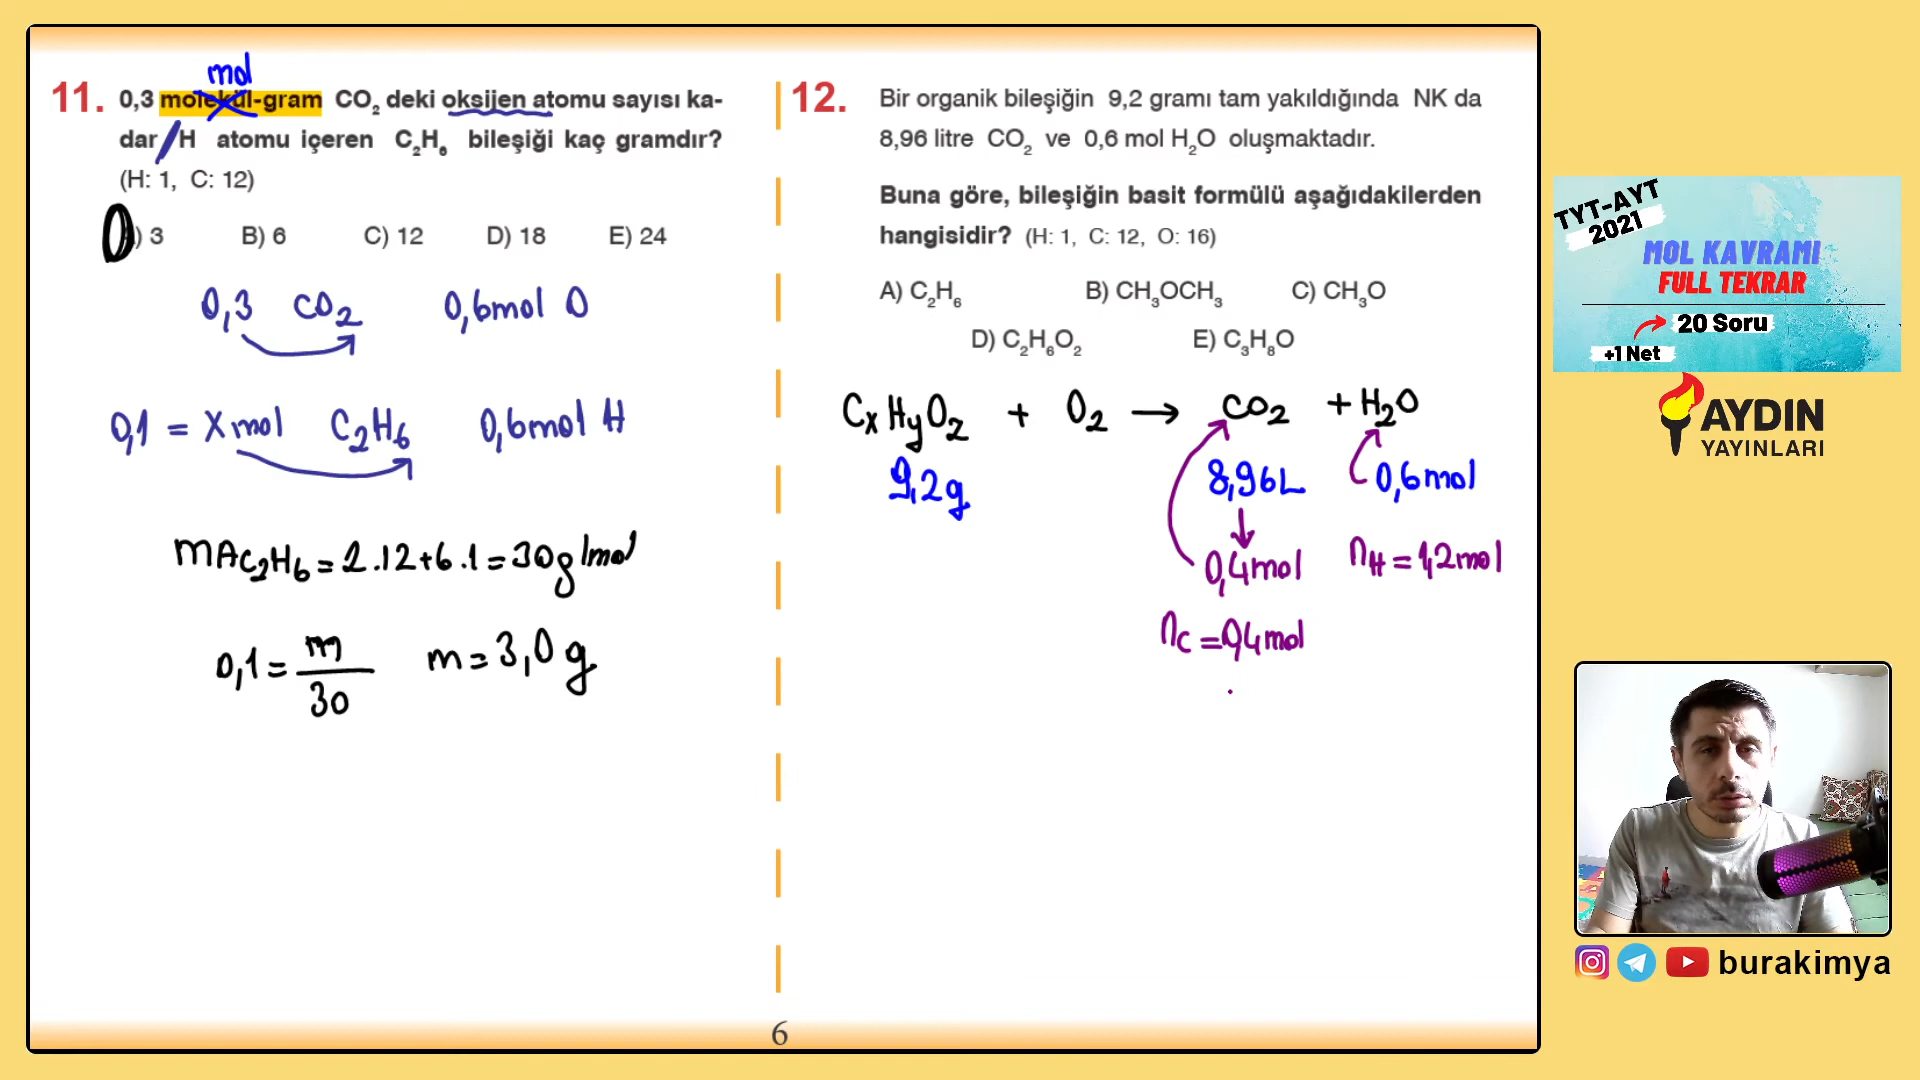 11. 0,3 molekül-gram CO₂ deki oksijen atomu sayısı ka-
mol
dar H atomu içeren C₂H₆ bileşiği kaç gramdır?
(H: 1, C: 12)
A) 3 B) 6 C) 12 D) 18 E) 24
0,3 CO₂ 0,6mol O
0,1 = X mol C₂H₆ 0,6mol H
MA C₂H₆ = 2.12+6.1=30g/mol
0,1 = m/30 m=3,0 g
12. Bir organik bileşiğin 9,2 gramı tam yakıldığında NK da
8,96 litre CO₂ ve 0,6 mol H₂O oluşmaktadır.
Buna göre, bileşiğin basit formülü aşağıdakilerden
hangisidir? (H: 1, C: 12, O: 16)
A) C₂H₆ B) CH₃OCH₃ C) CH₃O
D) C₂H₆O₂ E) C₃H₈O
CxHyOz + O₂ → CO₂ + H₂O
9,2g 8,96L 0,6mol
0,4mol nH = 1,2mol
nC = 0,4mol
6
TYT-AYT
2021
MOL KAVRAMI
FULL TEKRAR
20 Soru
+1 Net
AYDIN
YAYINLARI
burakimya